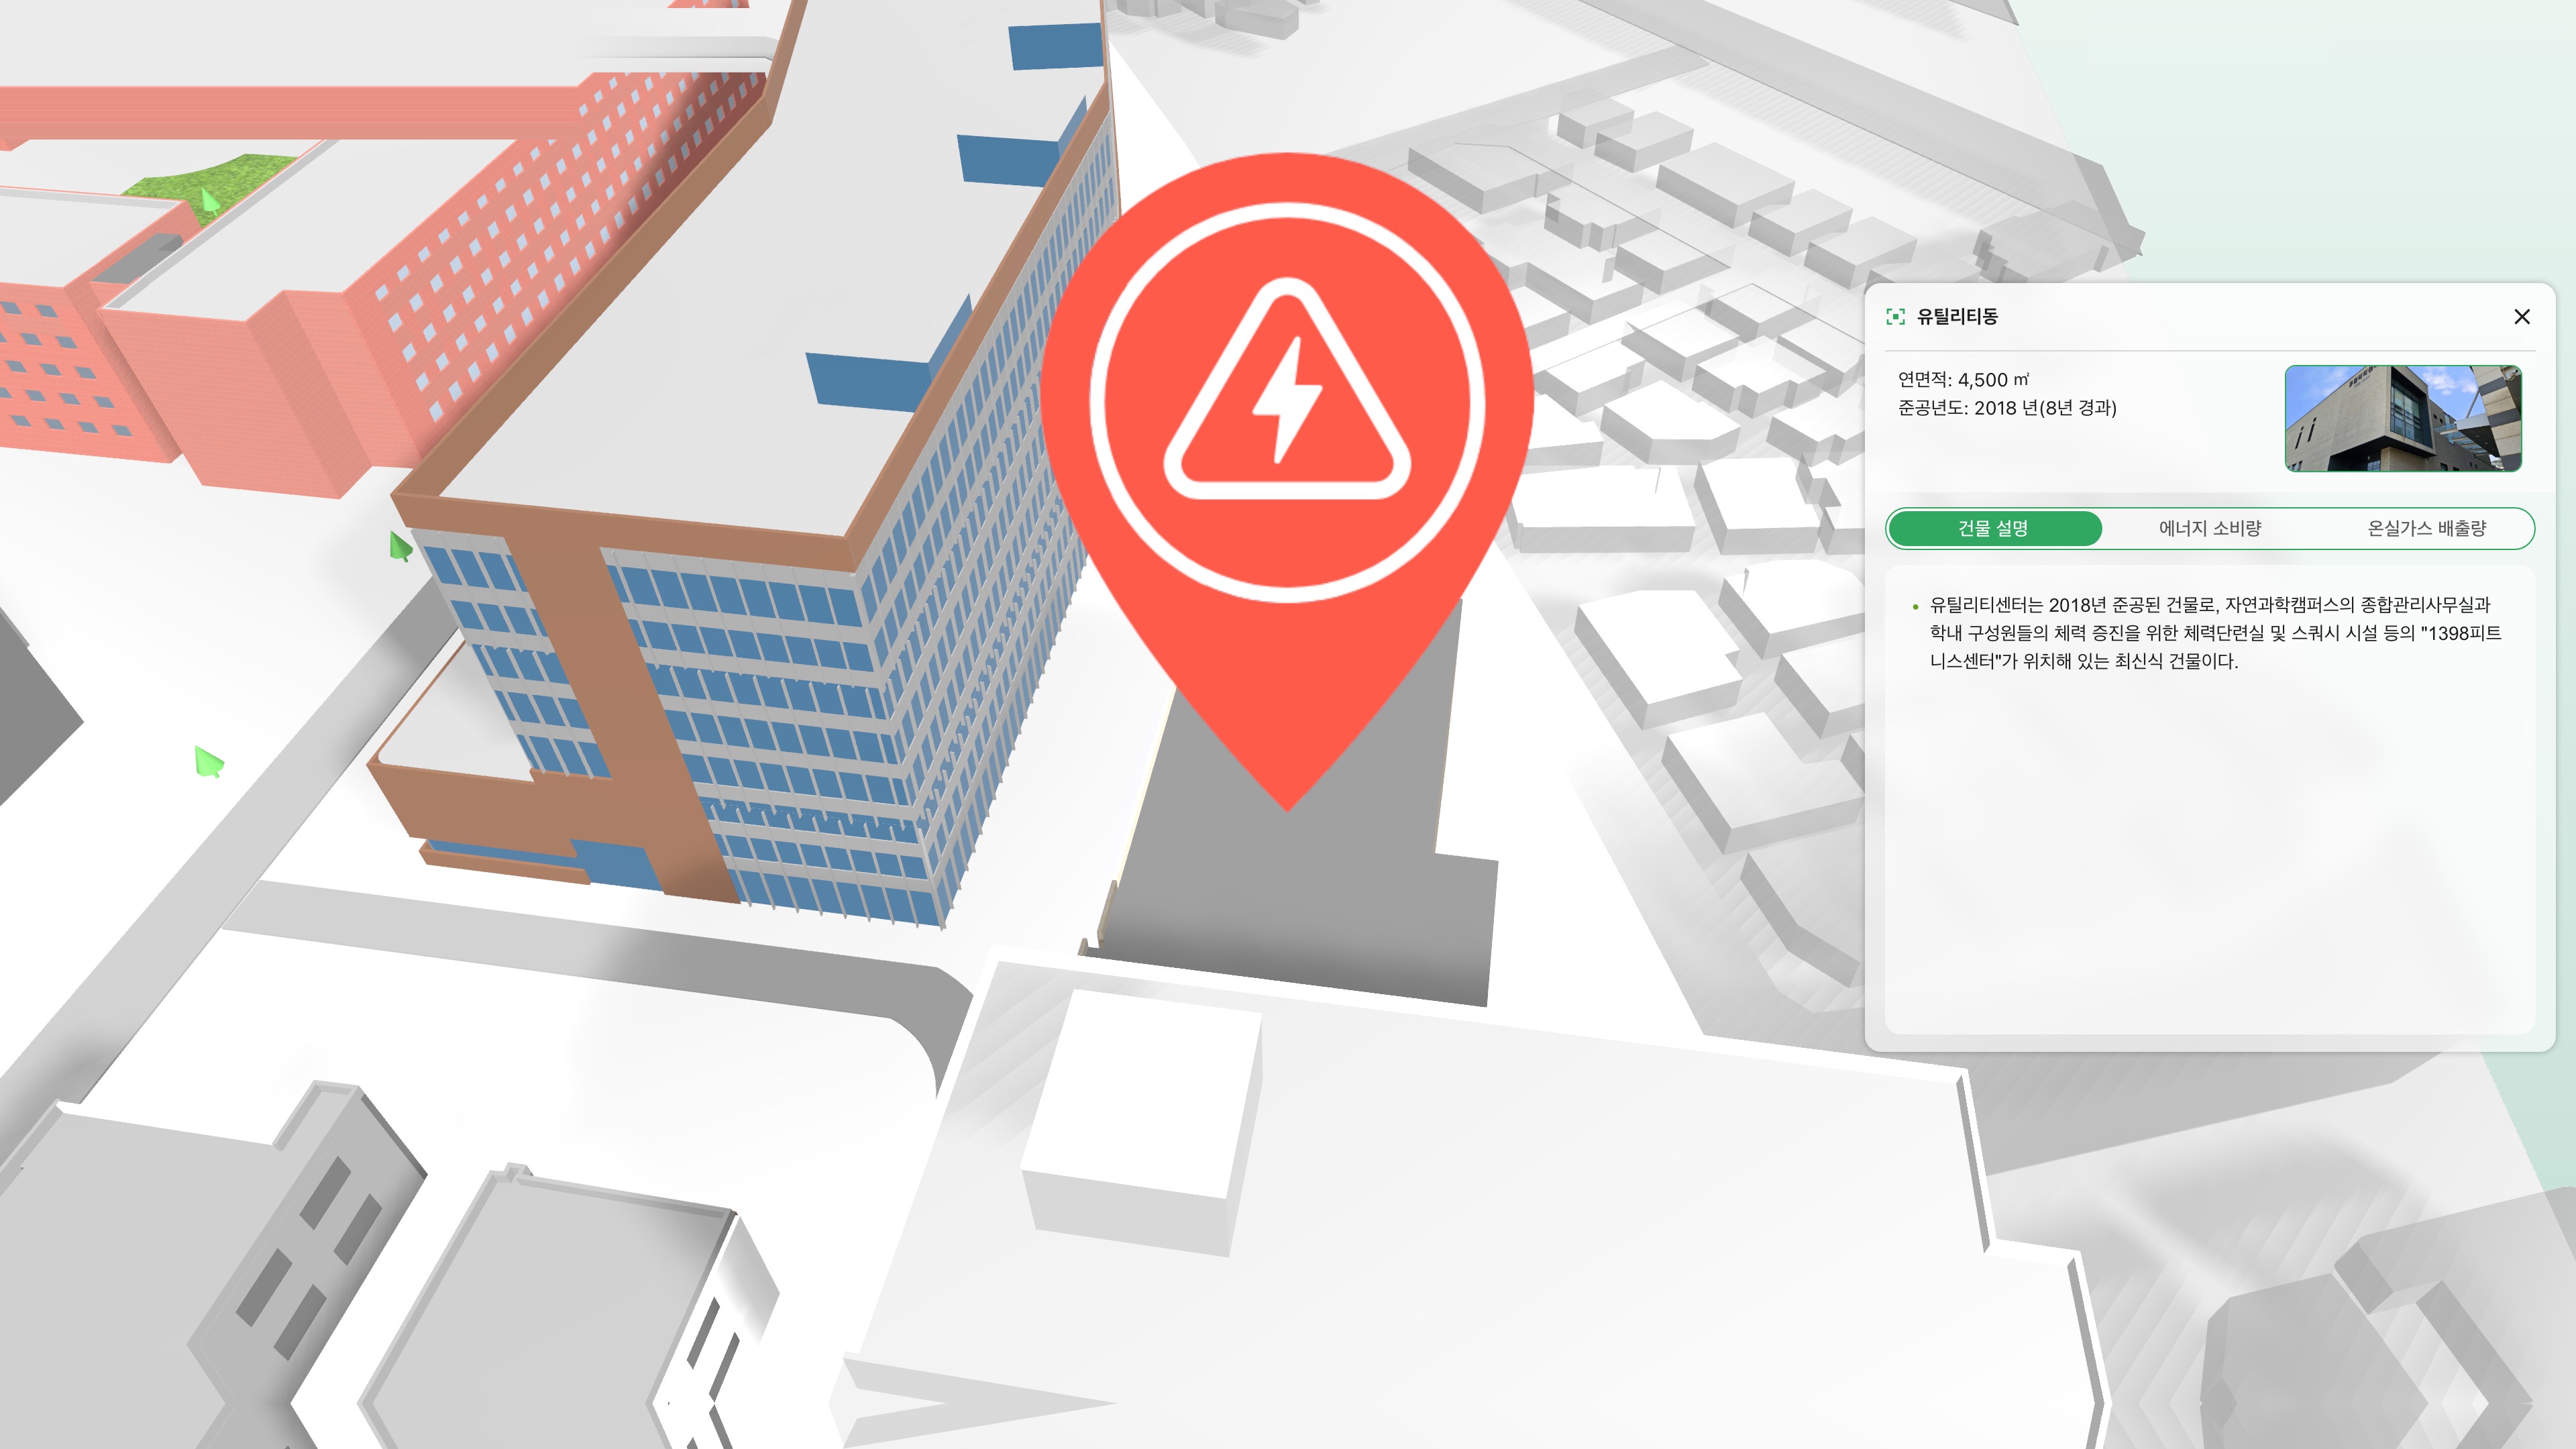 유틸리티동
연면적: 4,500 ㎡
준공년도: 2018 년(8년 경과)
건물 설명
에너지 소비량
온실가스 배출량
유틸리티센터는 2018년 준공된 건물로, 자연과학캠퍼스의 종합관리사무실과
학내 구성원들의 체력 증진을 위한 체력단련실 및 스쿼시 시설 등의 "1398피트
니스센터"가 위치해 있는 최신식 건물이다.